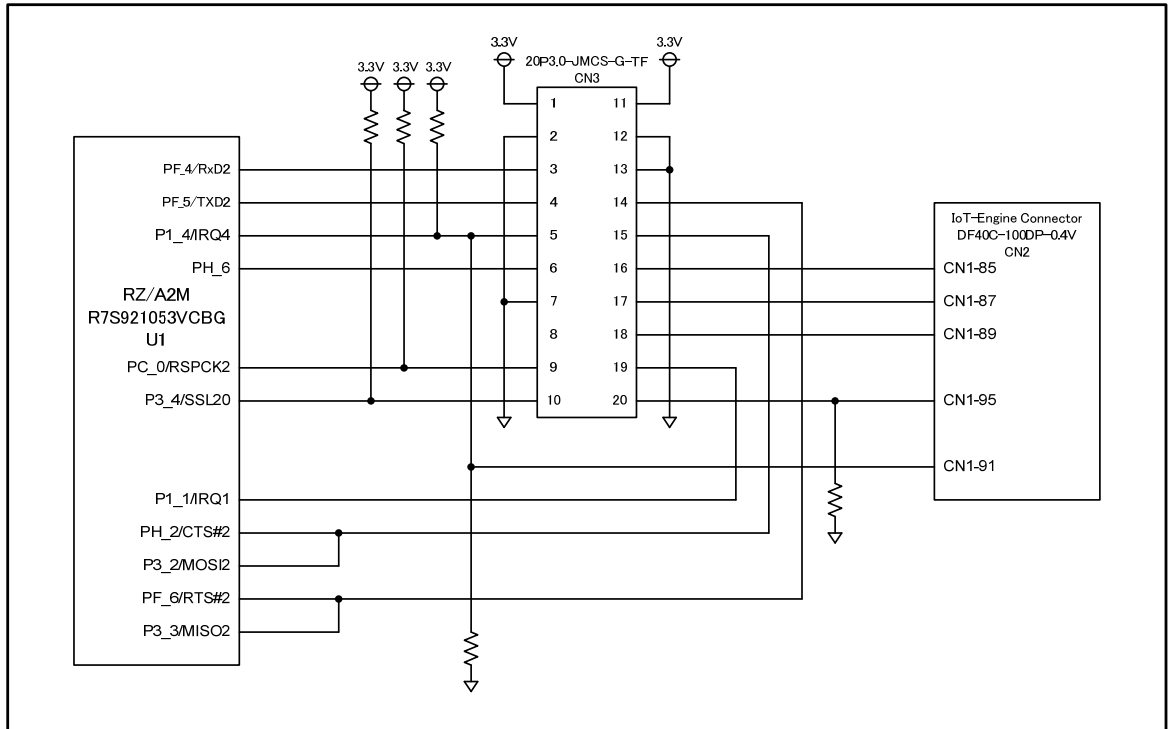 3.3V
3.3V
20P3.0-JMCS-G-TF
CN3
3.3V
3.3V
3.3V
1
11
2
12
PF_4/RxD2
3
13
PF_5/TXD2
4
14
IoT-Engine Connector
DF40C-100DP-0.4V
CN2
P1_4/IRQ4
5
15
PH_6
6
16
CN1-85
RZ/A2M
R7S921053VCBG
U1
7
17
CN1-87
8
18
CN1-89
PC_0/RSPCK2
9
19
P3_4/SSL20
10
20
CN1-95
CN1-91
P1_1/IRQ1
PH_2/CTS#2
P3_2/MOSI2
PF_6/RTS#2
P3_3/MISO2